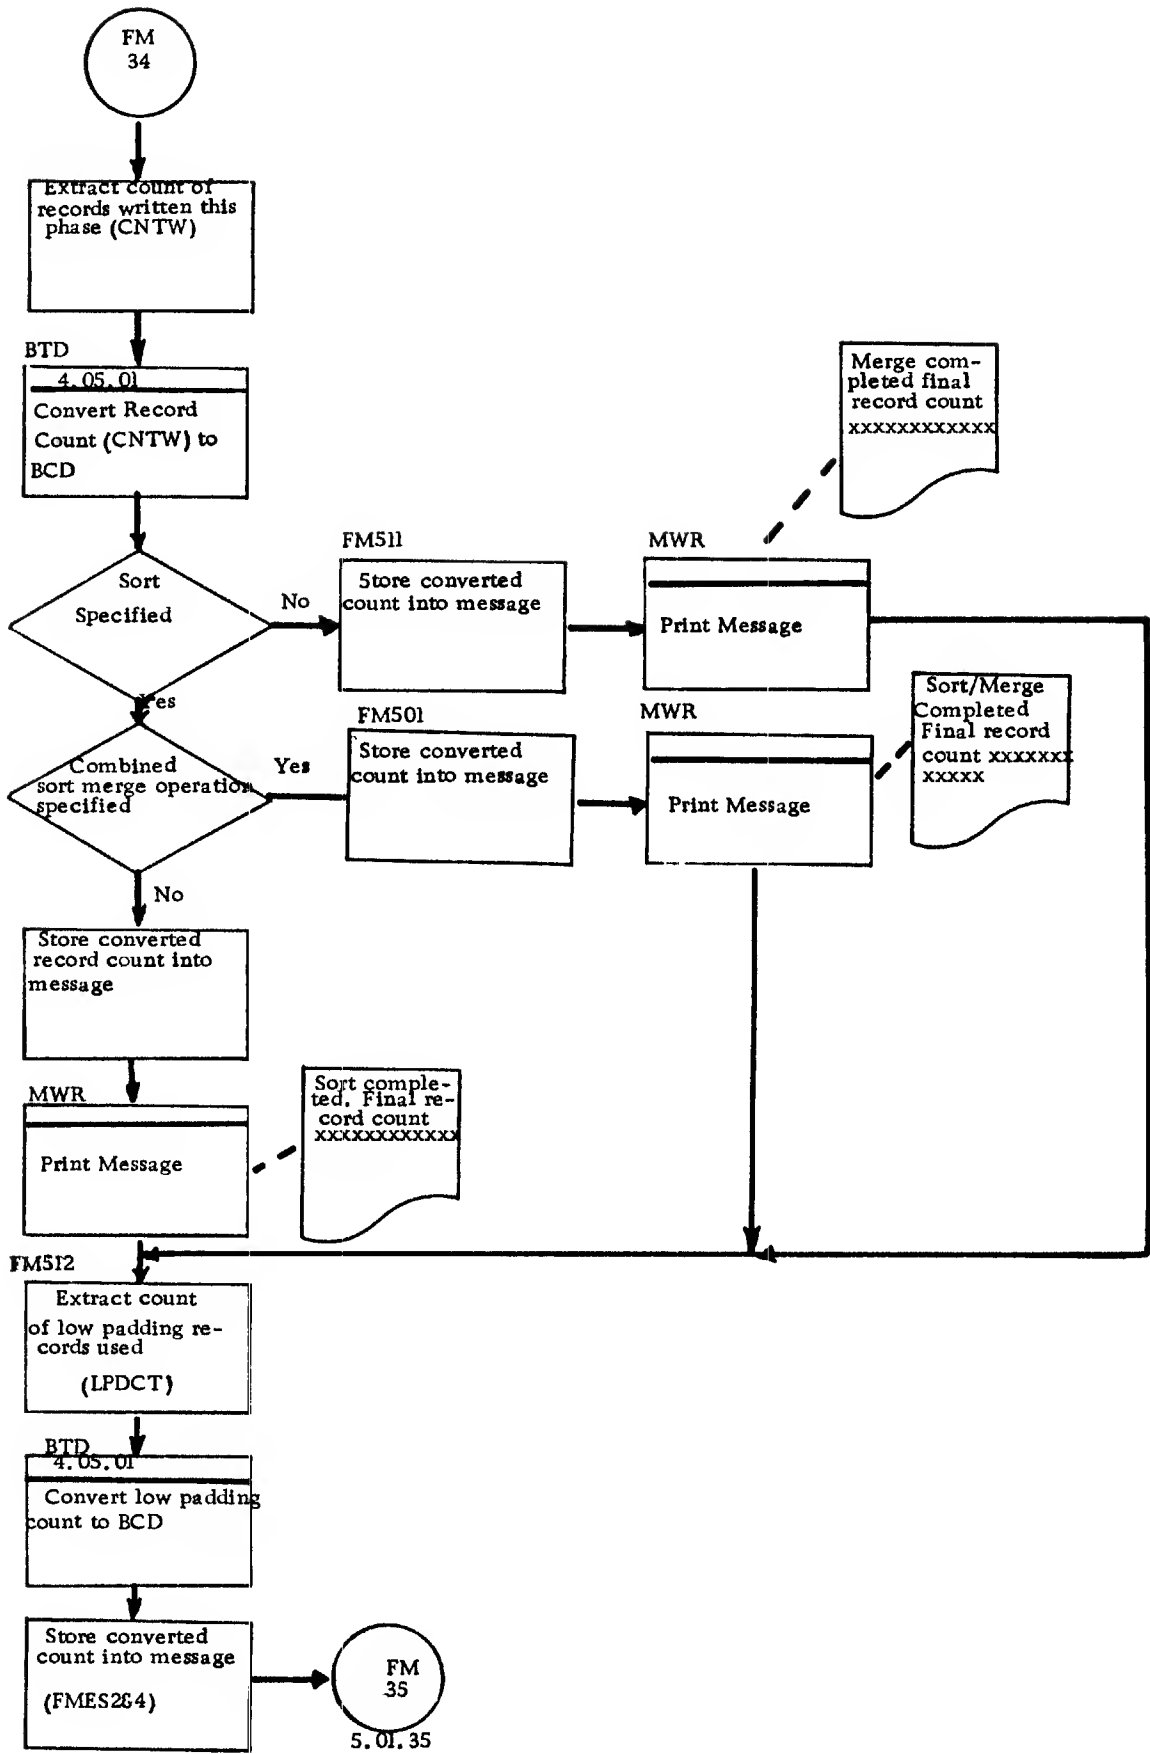 FM
34
Extract count of
records written this
phase (CNTW)
BTD
4.05.01
Convert Record
Count (CNTW) to
BCD
Merge com-
pleted final
record count
xxxxxxxxxxxx
Sort
Specified
No
FM511
Store converted
count into message
MWR
Print Message
Yes
Combined
sort merge operation
specified
Yes
FM501
Store converted
count into message
MWR
Print Message
Sort/Merge
Completed
Final record
count xxxxxxx
xxxxx
No
Store converted
record count into
message
MWR
Print Message
Sort comple-
ted. Final re-
cord count
xxxxxxxxxxxx
FM512
Extract count
of low padding re-
cords used
(LPDCT)
BTD
4.05.01
Convert low padding
count to BCD
Store converted
count into message
(FMES2&4)
FM
35
5.01.35